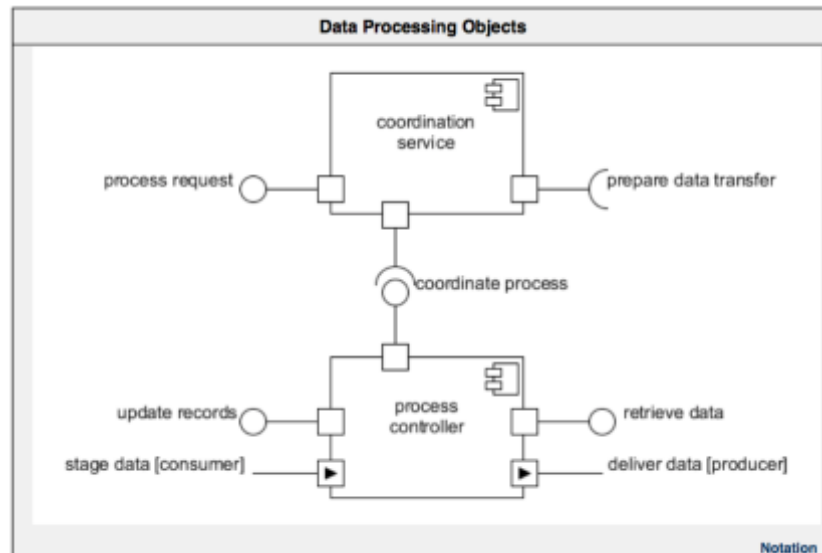 Data Processing Objects
coordination
service
process request
prepare data transfer
coordinate process
update records
process
controller
retrieve data
stage data [consumer]
deliver data [producer]
Notation